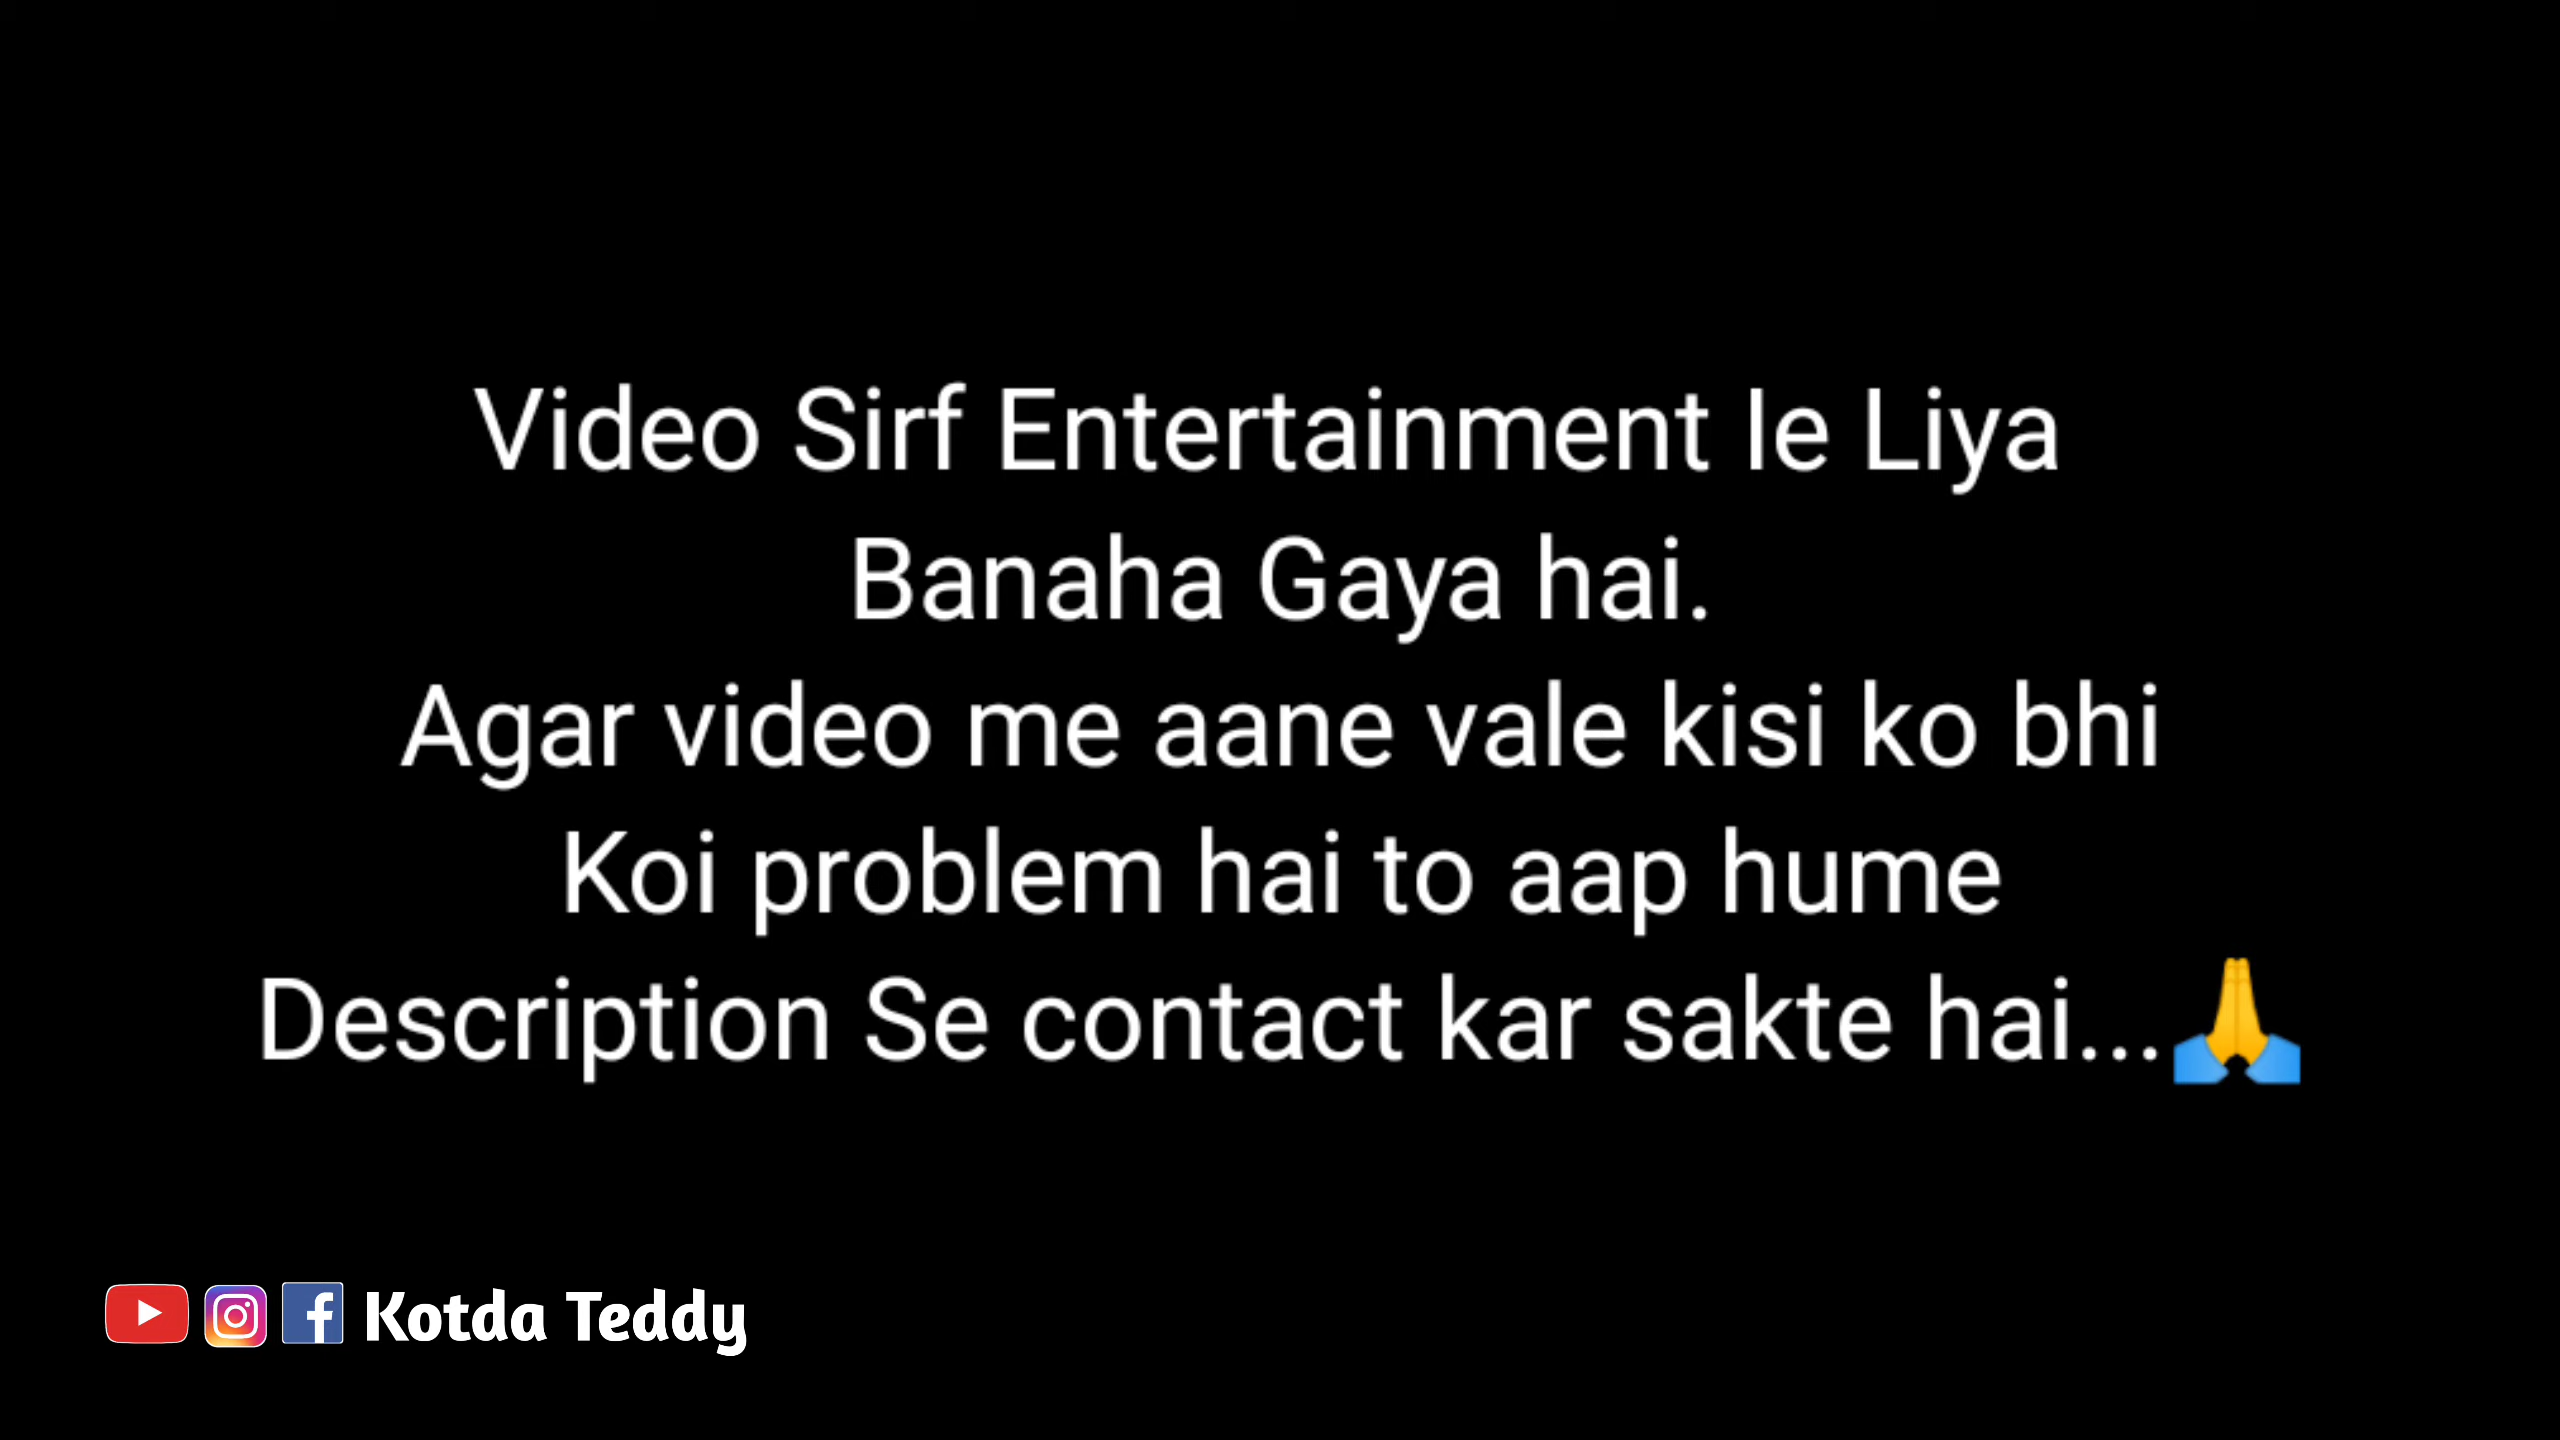 Video Sirf Entertainment le Liya
Banaha Gaya hai.
Agar video me aane vale kisi ko bhi
Koi problem hai to aap hume
Description Se contact kar sakte hai...🙏
Kotda Teddy